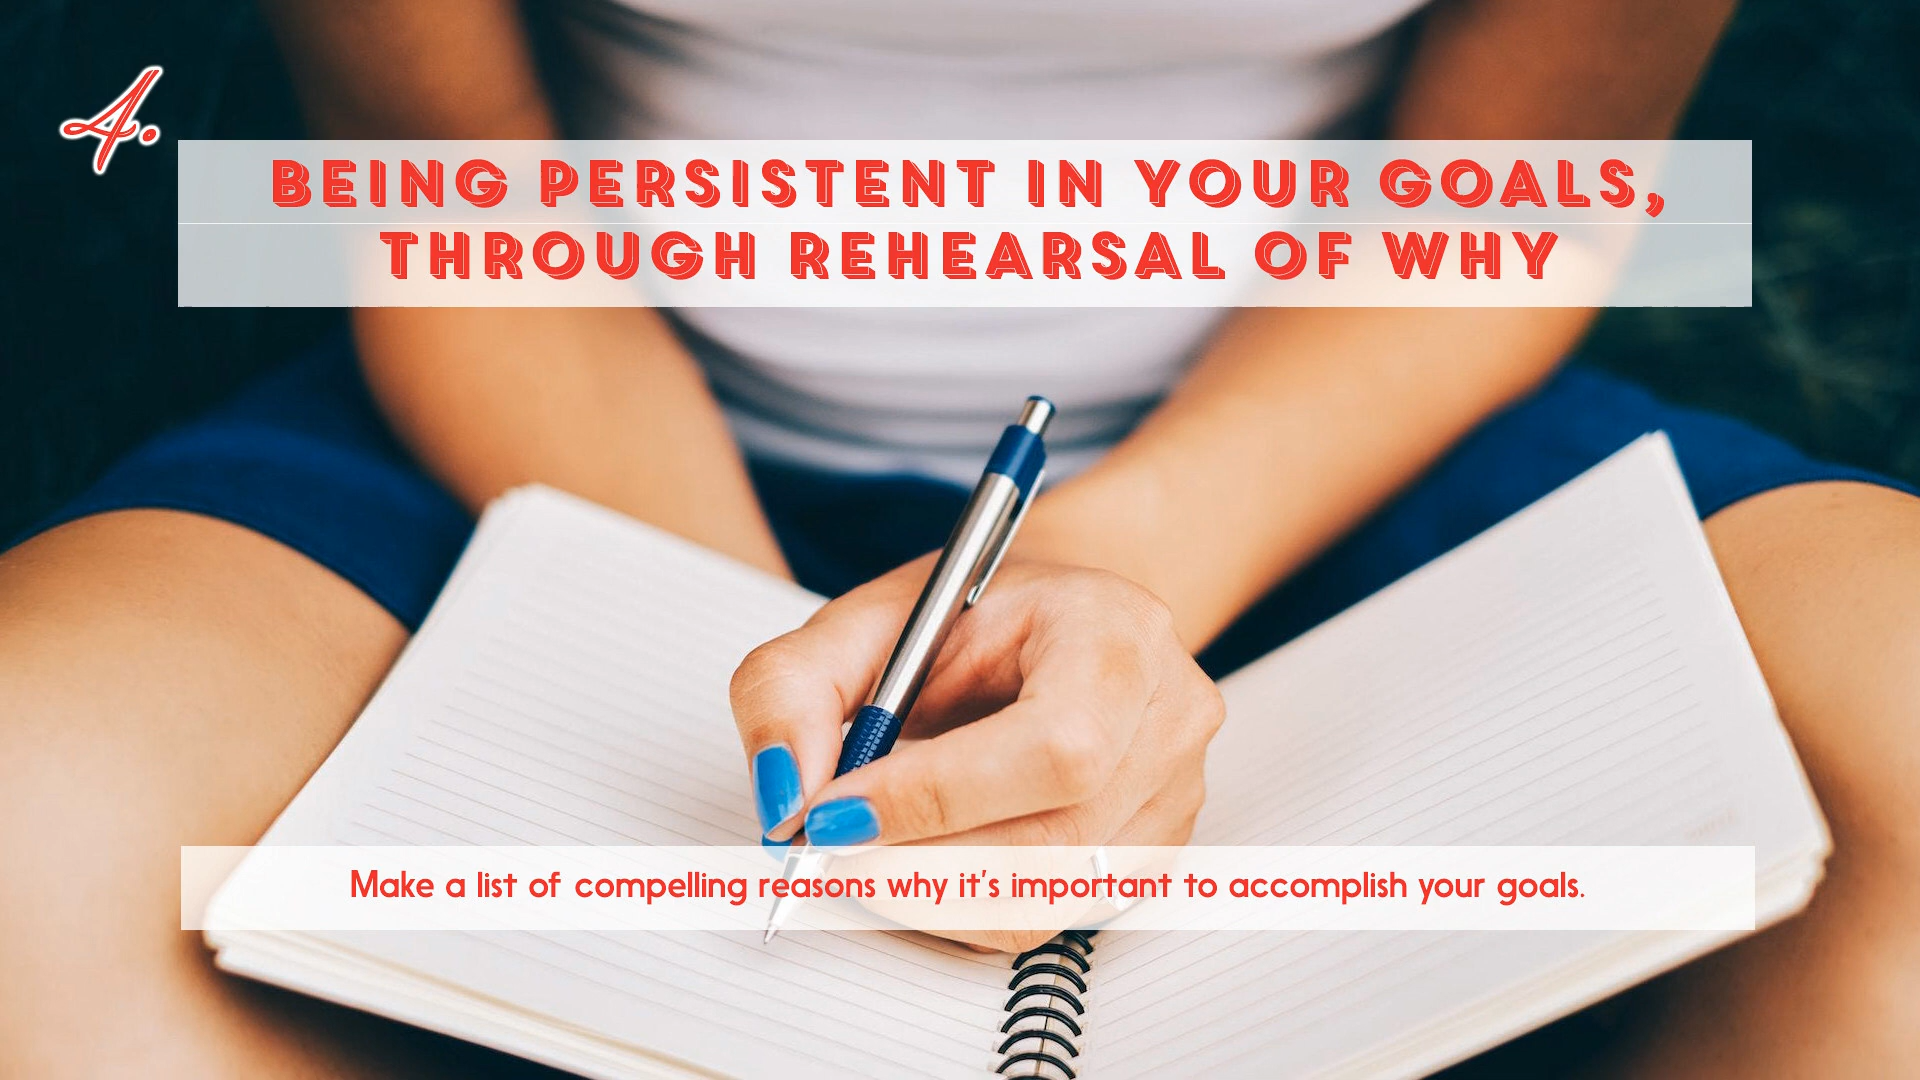 4.
BEING PERSISTENT IN YOUR GOALS,
THROUGH REHEARSAL OF WHY
Make a list of compelling reasons why it's important to accomplish your goals.